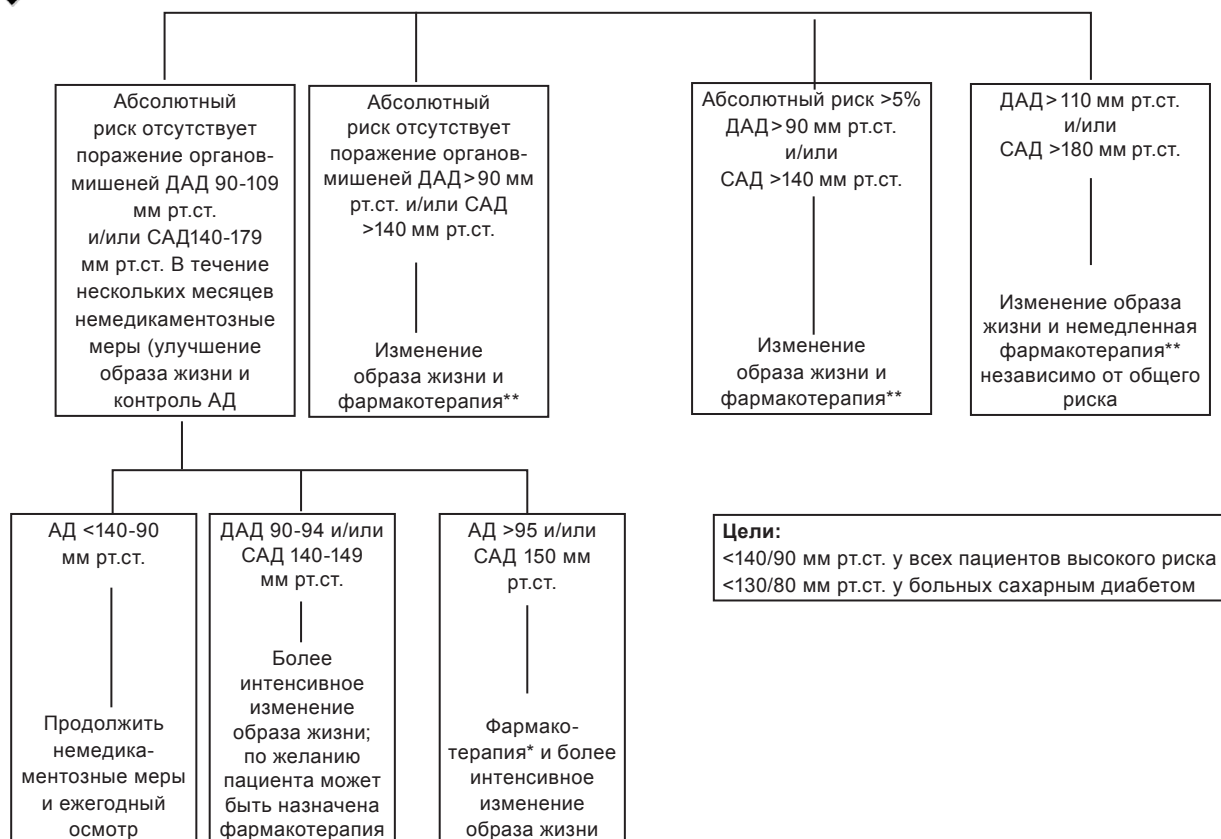 Абсолютный
риск отсутствует
поражение органов-
мишеней ДАД 90-109
мм рт.ст.
и/или САД140-179
мм рт.ст. В течение
нескольких месяцев
немедикаментозные
меры (улучшение
образа жизни и
контроль АД
Абсолютный
риск отсутствует
поражение органов-
мишеней ДАД> 90 мм
рт.ст. и/или САД
>140 мм рт.ст.
Изменение
образа жизни и
фармакотерапия**
Абсолютный риск >5%
ДАД> 90 мм рт.ст.
и/или
САД >140 мм рт.ст.
Изменение
образа жизни и
фармакотерапия**
ДАД> 110 мм рт.ст.
и/или
САД >180 мм рт.ст.
Изменение образа
жизни и немедленная
фармакотерапия**
независимо от общего
риска
АД <140-90
мм рт.ст.
Продолжить
немедика-
ментозные меры
и ежегодный
осмотр
ДАД 90-94 и/или
САД 140-149
мм рт.ст.
Более
интенсивное
изменение
образа жизни;
по желанию
пациента может
быть назначена
фармакотерапия
АД >95 и/или
САД 150 мм
рт.ст.
Фармако-
терапия* и более
интенсивное
изменение
образа жизни
Цели:
<140/90 мм рт.ст. у всех пациентов высокого риска
<130/80 мм рт.ст. у больных сахарным диабетом